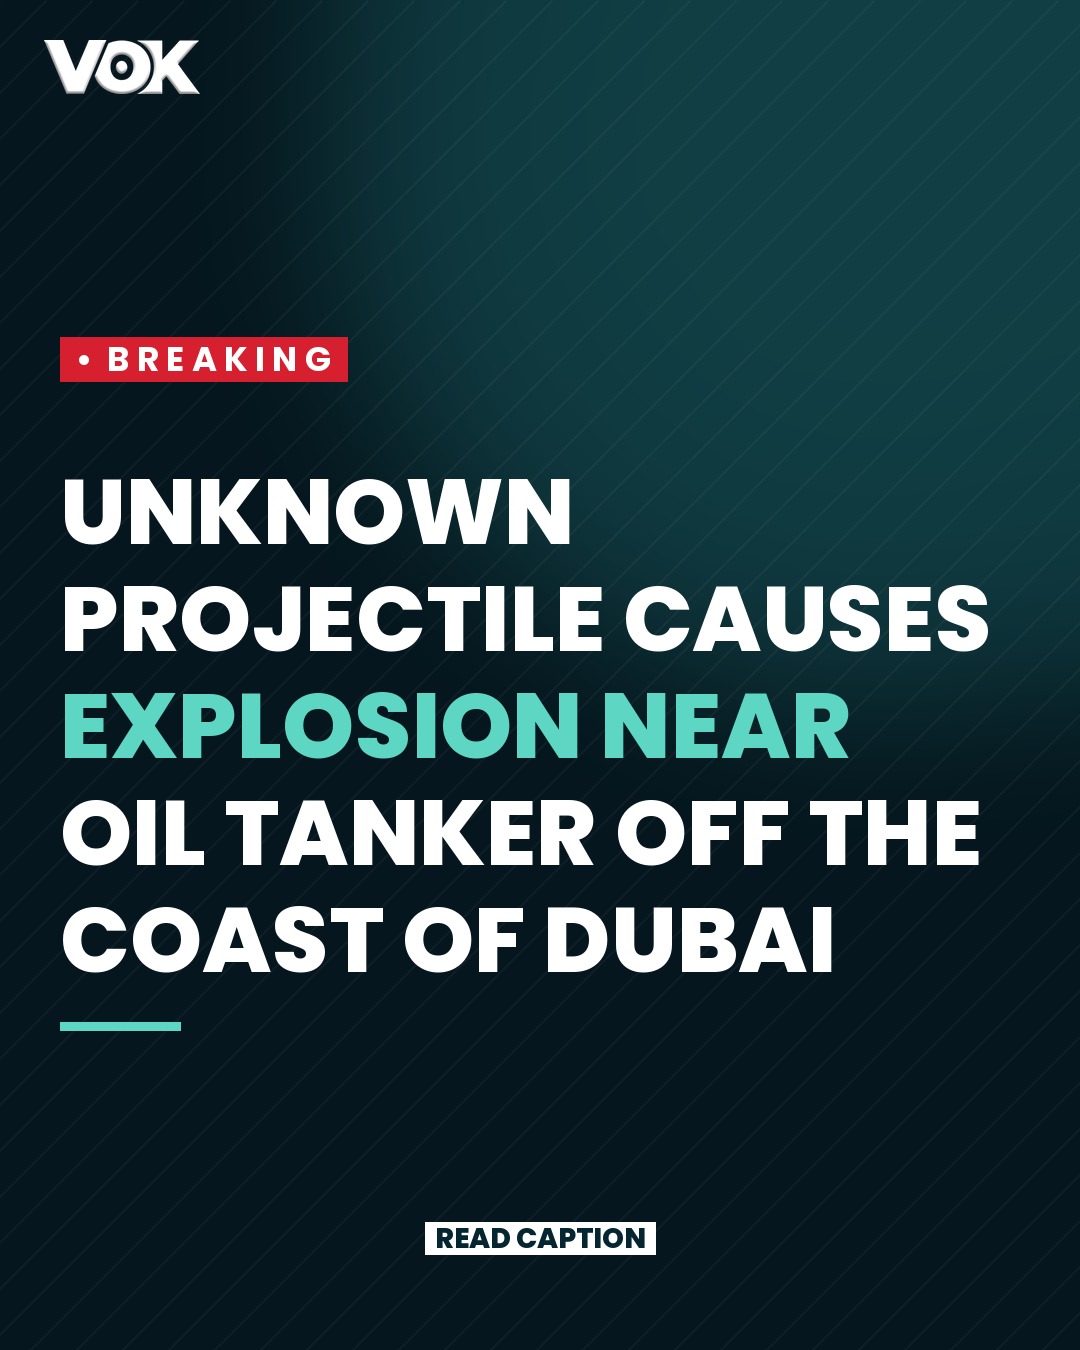 VOK
• BREAKING
UNKNOWN
PROJECTILE CAUSES
EXPLOSION NEAR
OIL TANKER OFF THE
COAST OF DUBAI
READ CAPTION